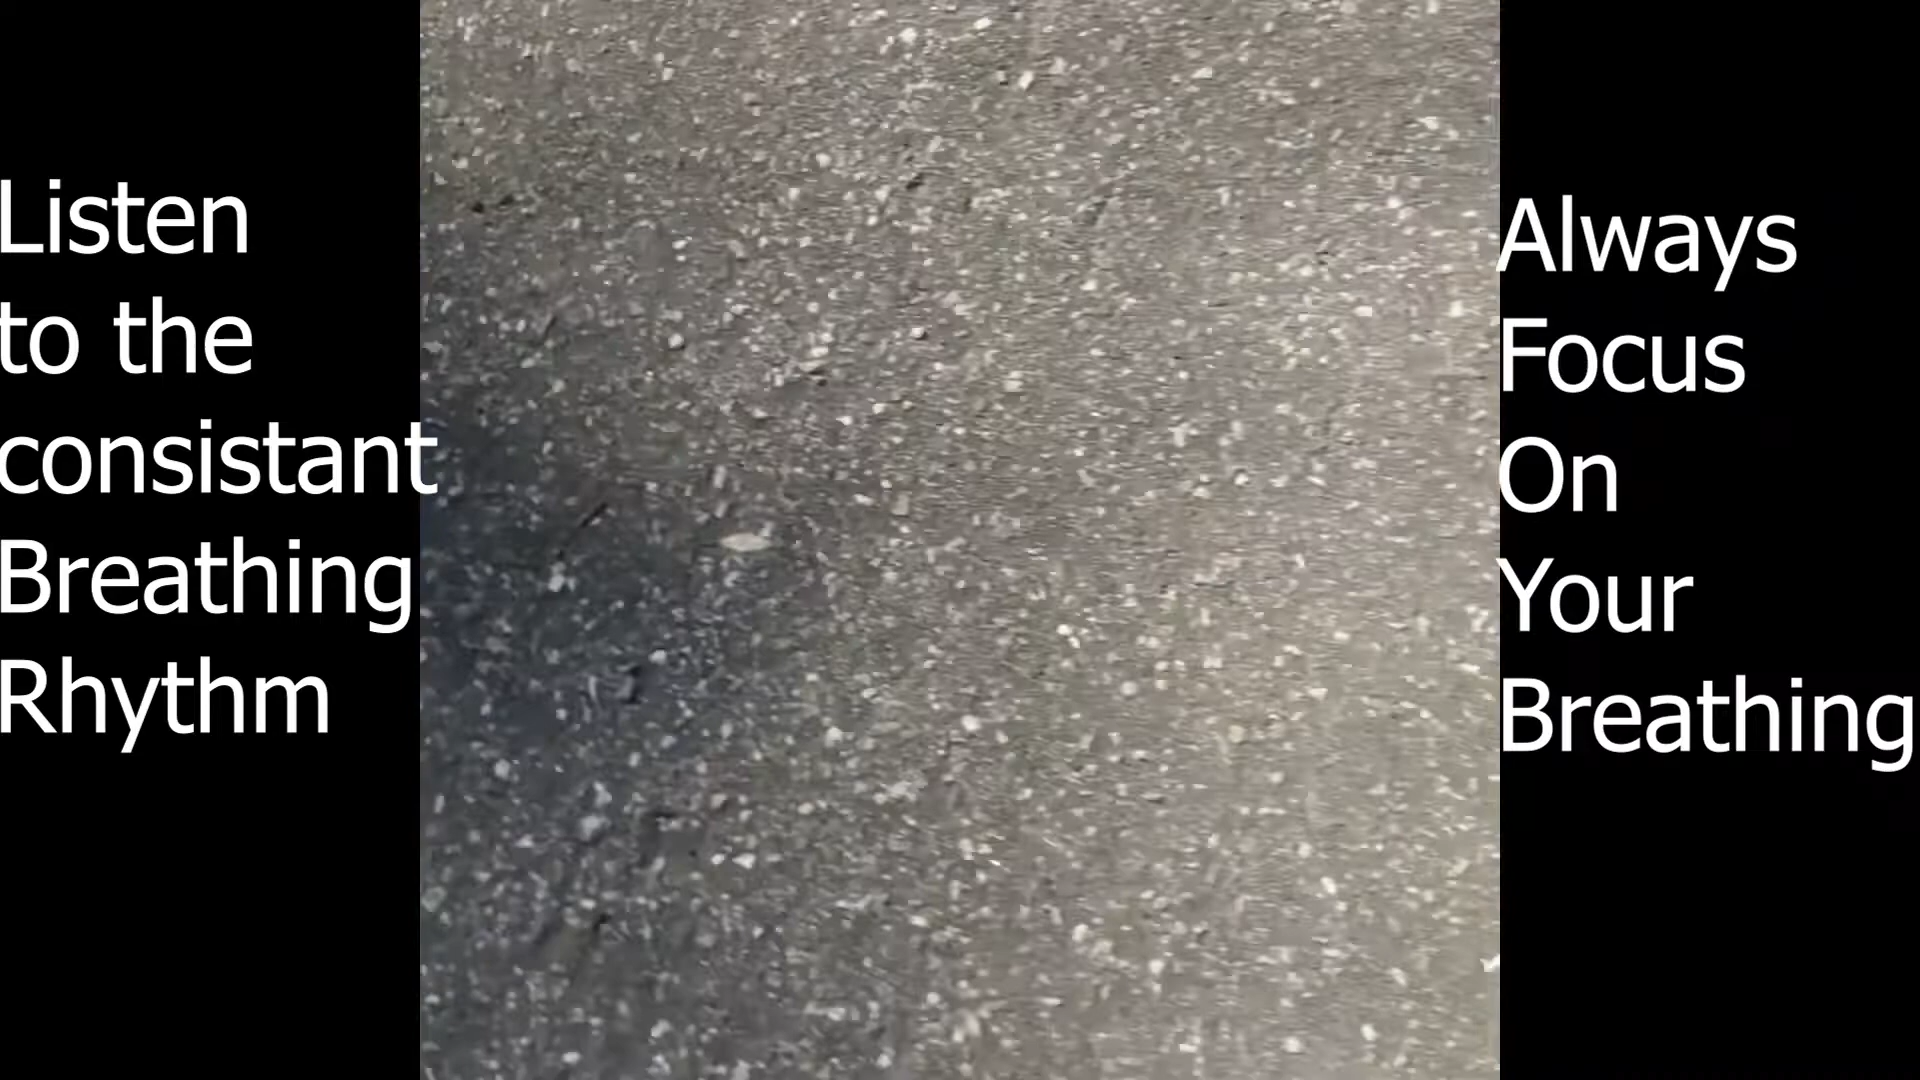 Listen
to the
consistant
Breathing
Rhythm
Always
Focus
On
Your
Breathing